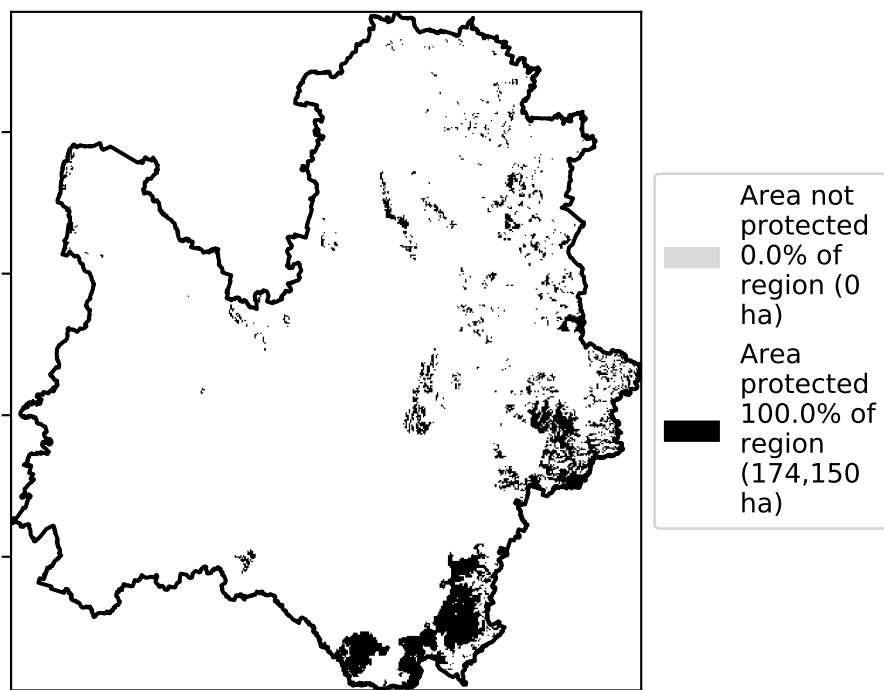 Area not
protected
0.0% of
region (0
ha)
Area
protected
100.0% of
region
(174,150
ha)